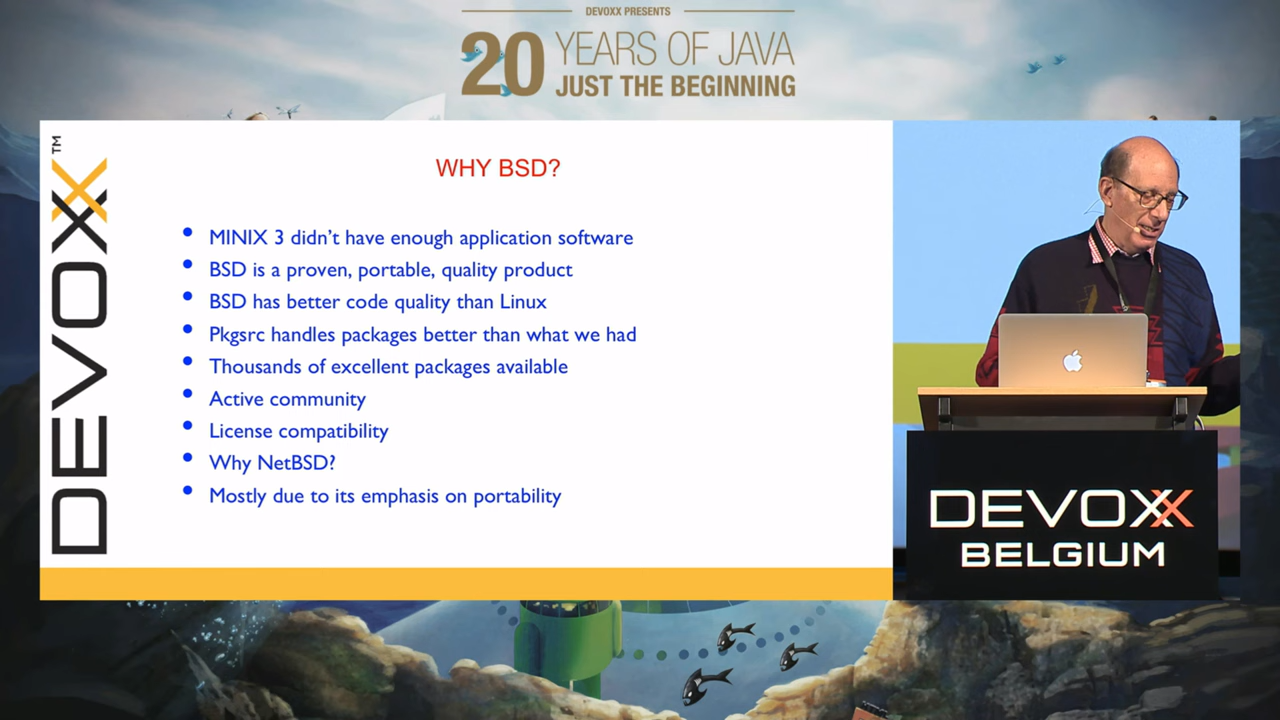 DEVOXX PRESENTS
20 YEARS OF JAVA
JUST THE BEGINNING
DEVOXX™
WHY BSD?
• MINIX 3 didn't have enough application software
• BSD is a proven, portable, quality product
• BSD has better code quality than Linux
• Pkgsrc handles packages better than what we had
• Thousands of excellent packages available
• Active community
• License compatibility
• Why NetBSD?
• Mostly due to its emphasis on portability
DEVOXX
BELGIUM